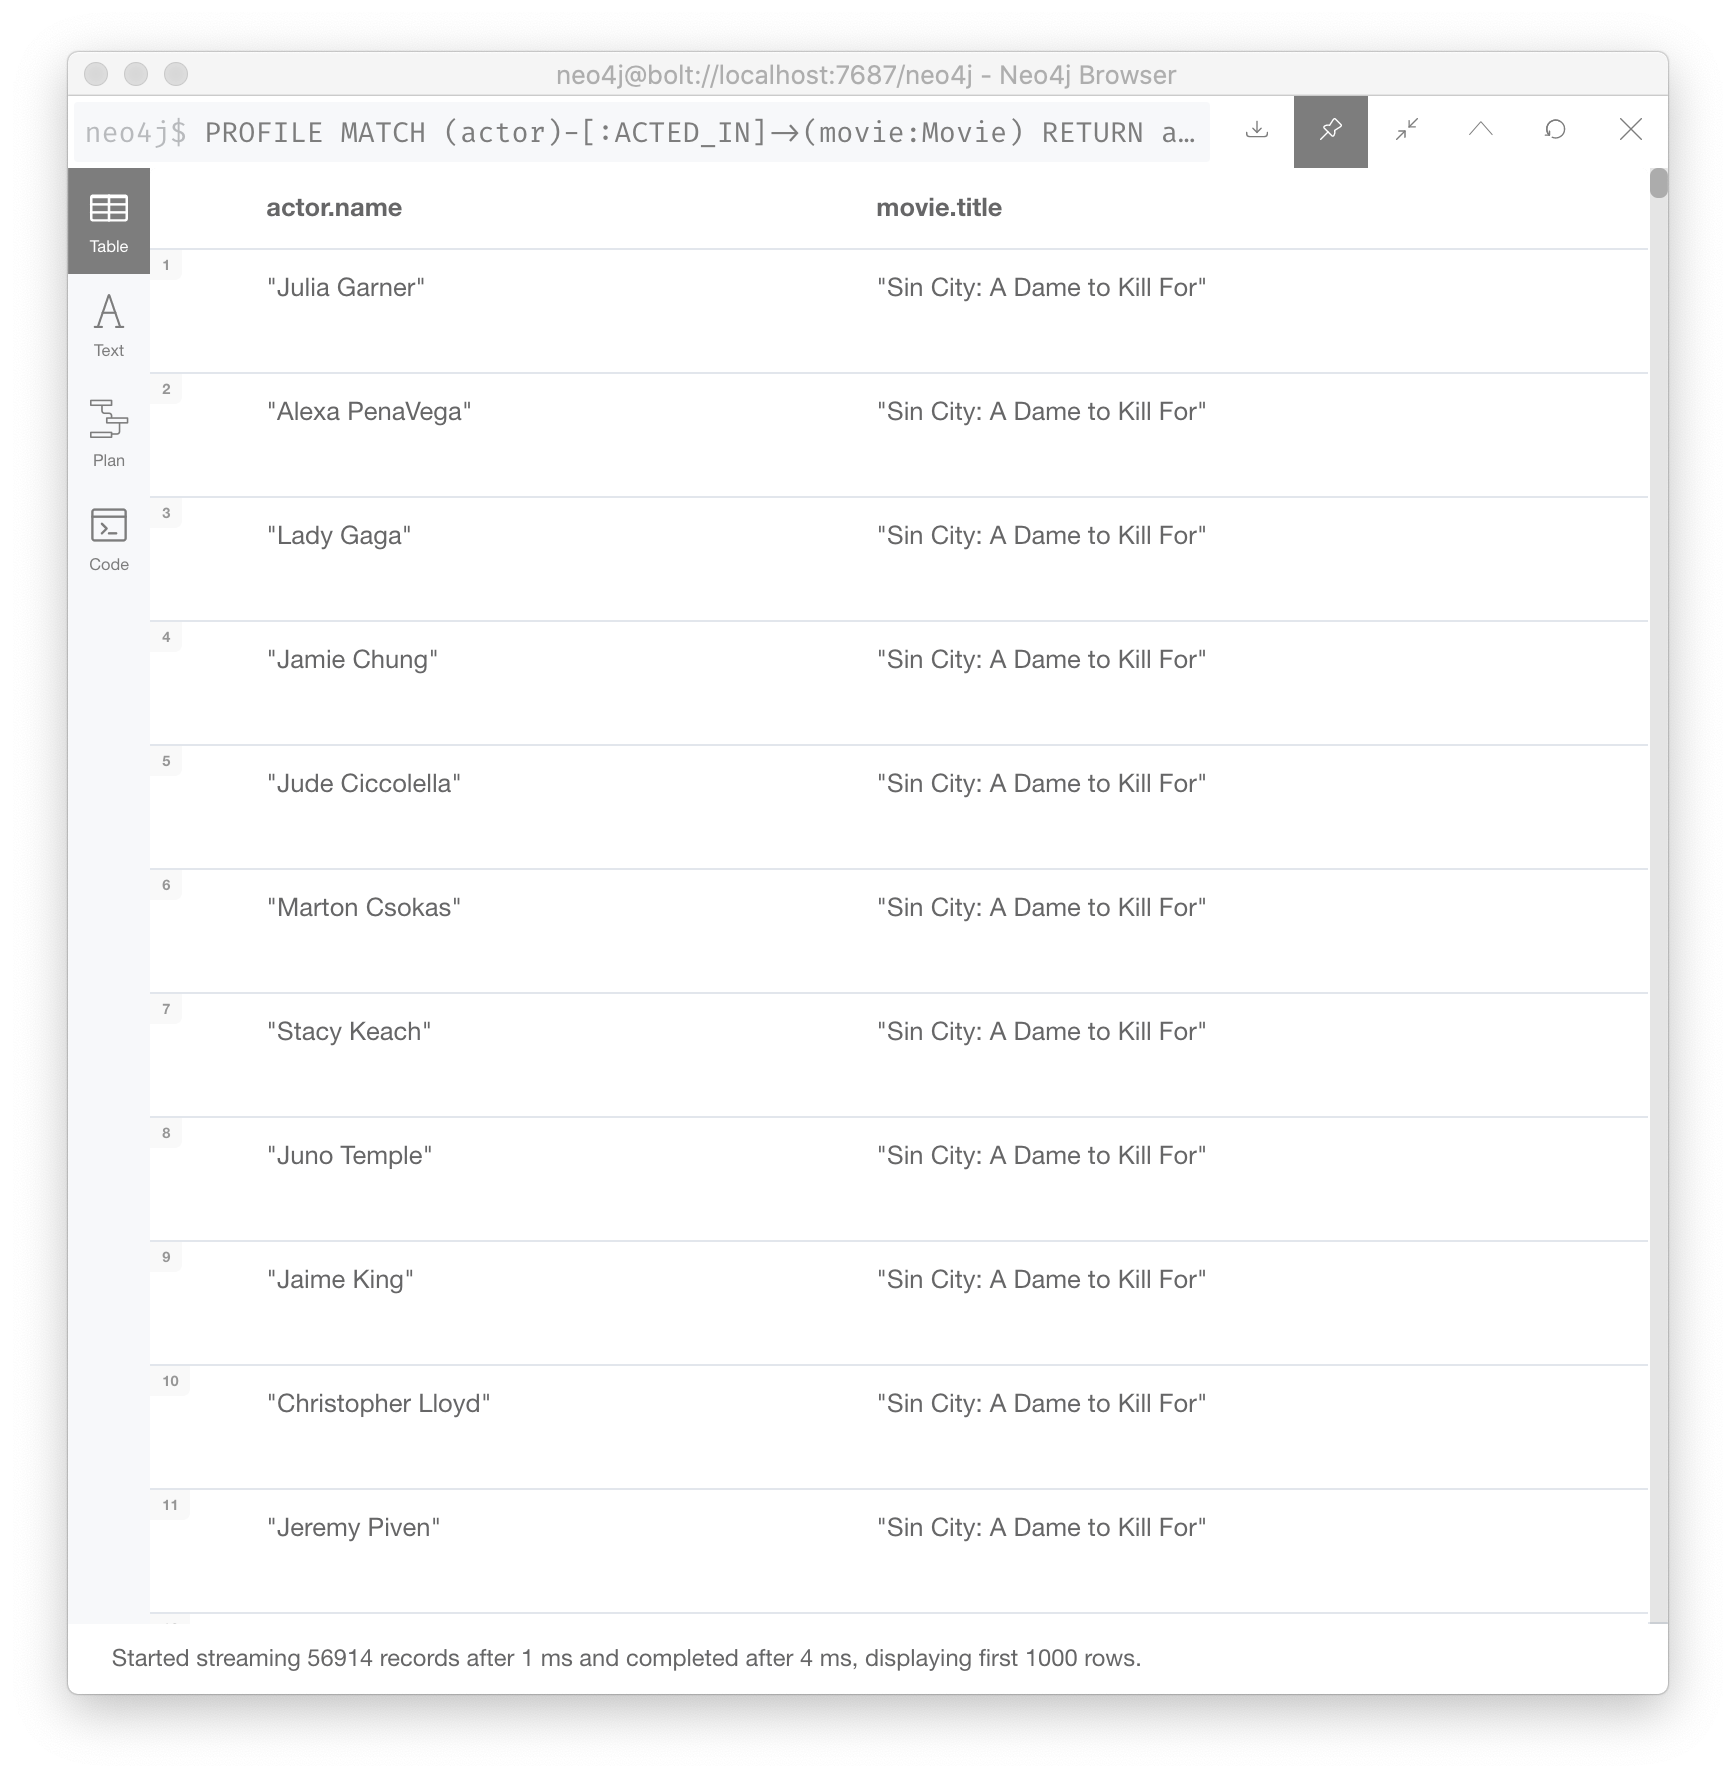 neo4j@bolt://localhost:7687/neo4j - Neo4j Browser
neo4j$ PROFILE MATCH (actor)-[:ACTED_IN]->(movie:Movie) RETURN a…
Table
Text
Plan
Code
actor.name movie.title
1 "Julia Garner" "Sin City: A Dame to Kill For"
2 "Alexa PenaVega" "Sin City: A Dame to Kill For"
3 "Lady Gaga" "Sin City: A Dame to Kill For"
4 "Jamie Chung" "Sin City: A Dame to Kill For"
5 "Jude Ciccolella" "Sin City: A Dame to Kill For"
6 "Marton Csokas" "Sin City: A Dame to Kill For"
7 "Stacy Keach" "Sin City: A Dame to Kill For"
8 "Juno Temple" "Sin City: A Dame to Kill For"
9 "Jaime King" "Sin City: A Dame to Kill For"
10 "Christopher Lloyd" "Sin City: A Dame to Kill For"
11 "Jeremy Piven" "Sin City: A Dame to Kill For"
Started streaming 56914 records after 1 ms and completed after 4 ms, displaying first 1000 rows.